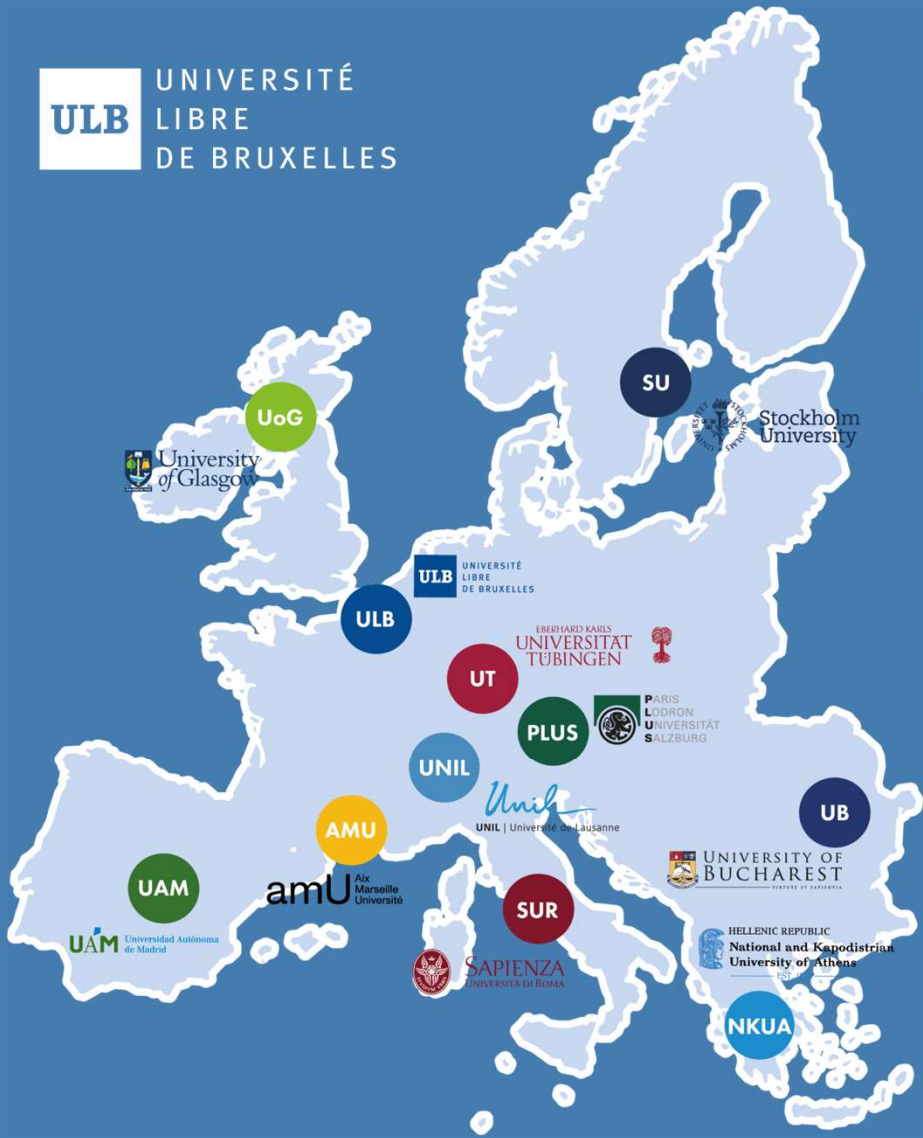 ULB
UNIVERSITÉ
LIBRE
DE BRUXELLES
SU
Stockholm
University
UoG
University
of Glasgow
ULB
UNIVERSITÉ
LIBRE
DE BRUXELLES
ULB
EBERHARD KARLS
UNIVERSITÄT
TÜBINGEN
UT
PLUS
PARIS
LODRON
UNIVERSITÄT
SALZBURG
UNIL
Unil
UNIL | Université de Lausanne
AMU
amU
Aix
Marseille
Université
UB
UNIVERSITY OF
BUCHAREST
VIRTUTE ET SAPIENTIA
UAM
UAM
Universidad Autónoma
de Madrid
SUR
SAPIENZA
UNIVERSITÀ DI ROMA
HELLENIC REPUBLIC
National and Kapodistrian
University of Athens
NKUA